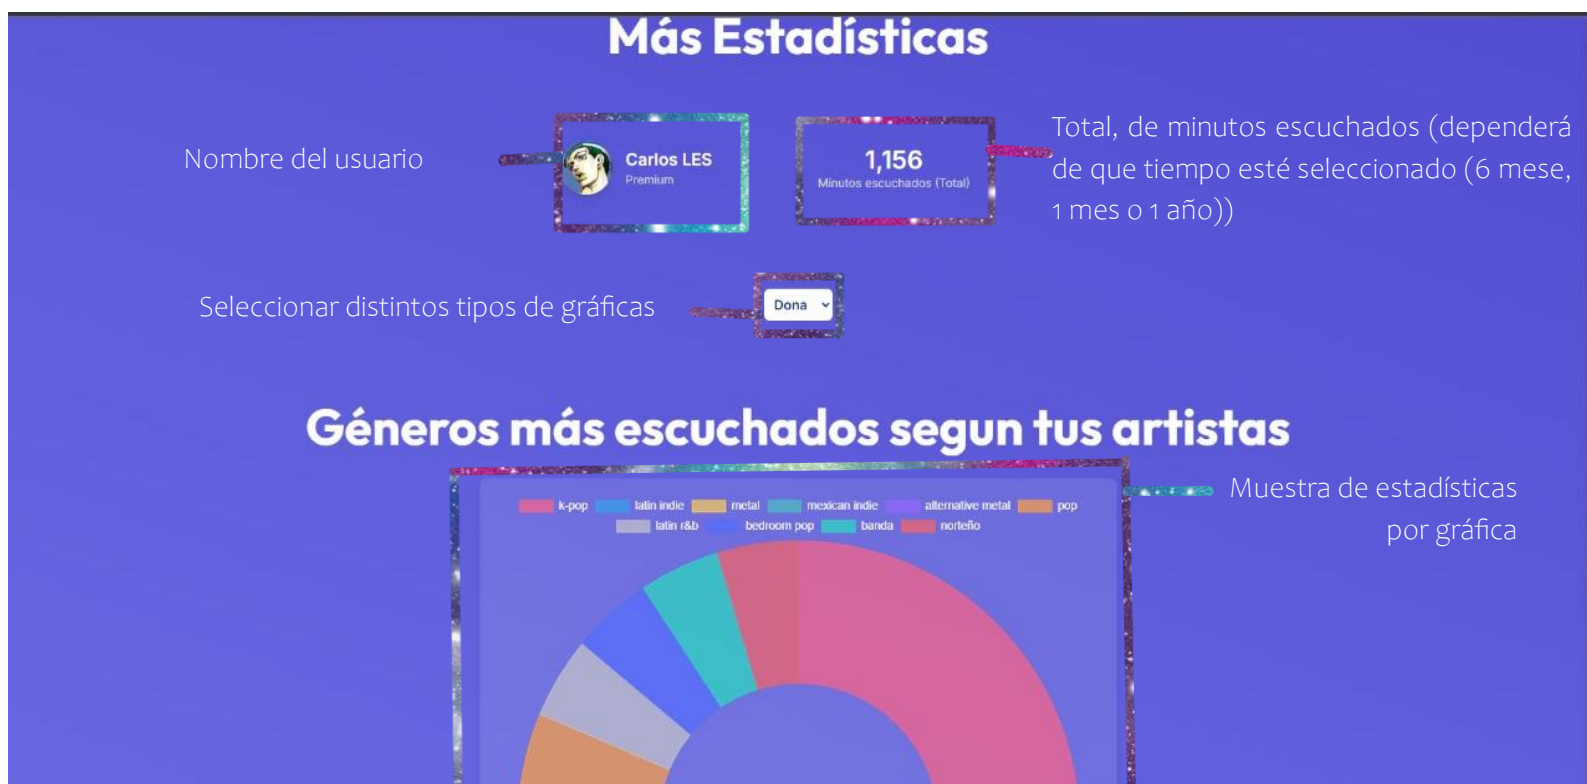 Más Estadísticas
Nombre del usuario
Carlos LES
Premium
1,156
Minutos escuchados (Total)
Total, de minutos escuchados (dependerá
de que tiempo esté seleccionado (6 mese,
1 mes o 1 año))
Seleccionar distintos tipos de gráficas
Dona
Géneros más escuchados segun tus artistas
k-pop latin indie metal mexican indie alternative metal pop
latin r&b bedroom pop banda norteño
Muestra de estadísticas
por gráfica